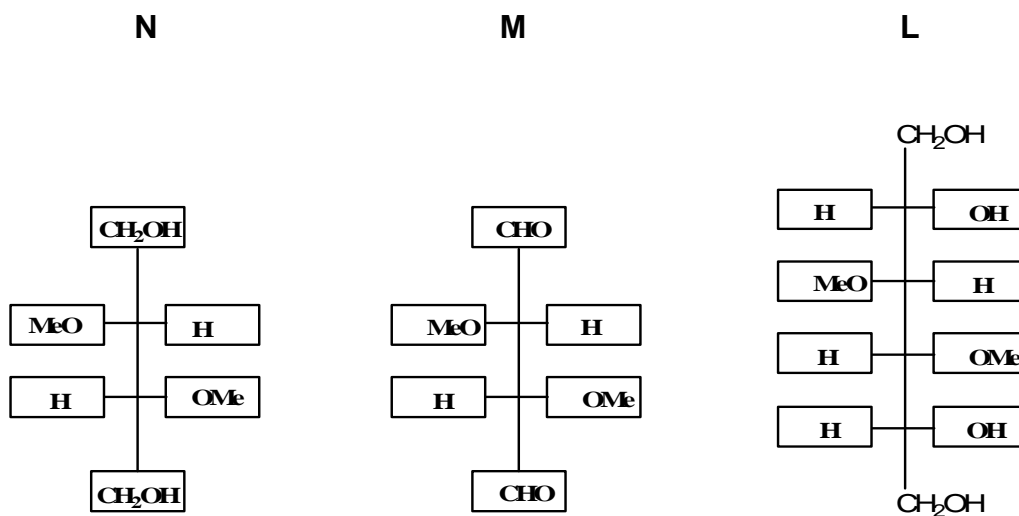 N M L
CH₂OH
H OH
CH₂OH CHO MeO H
MeO H MeO H H OMe
H OMe H OMe H OH
CH₂OH CHO CH₂OH